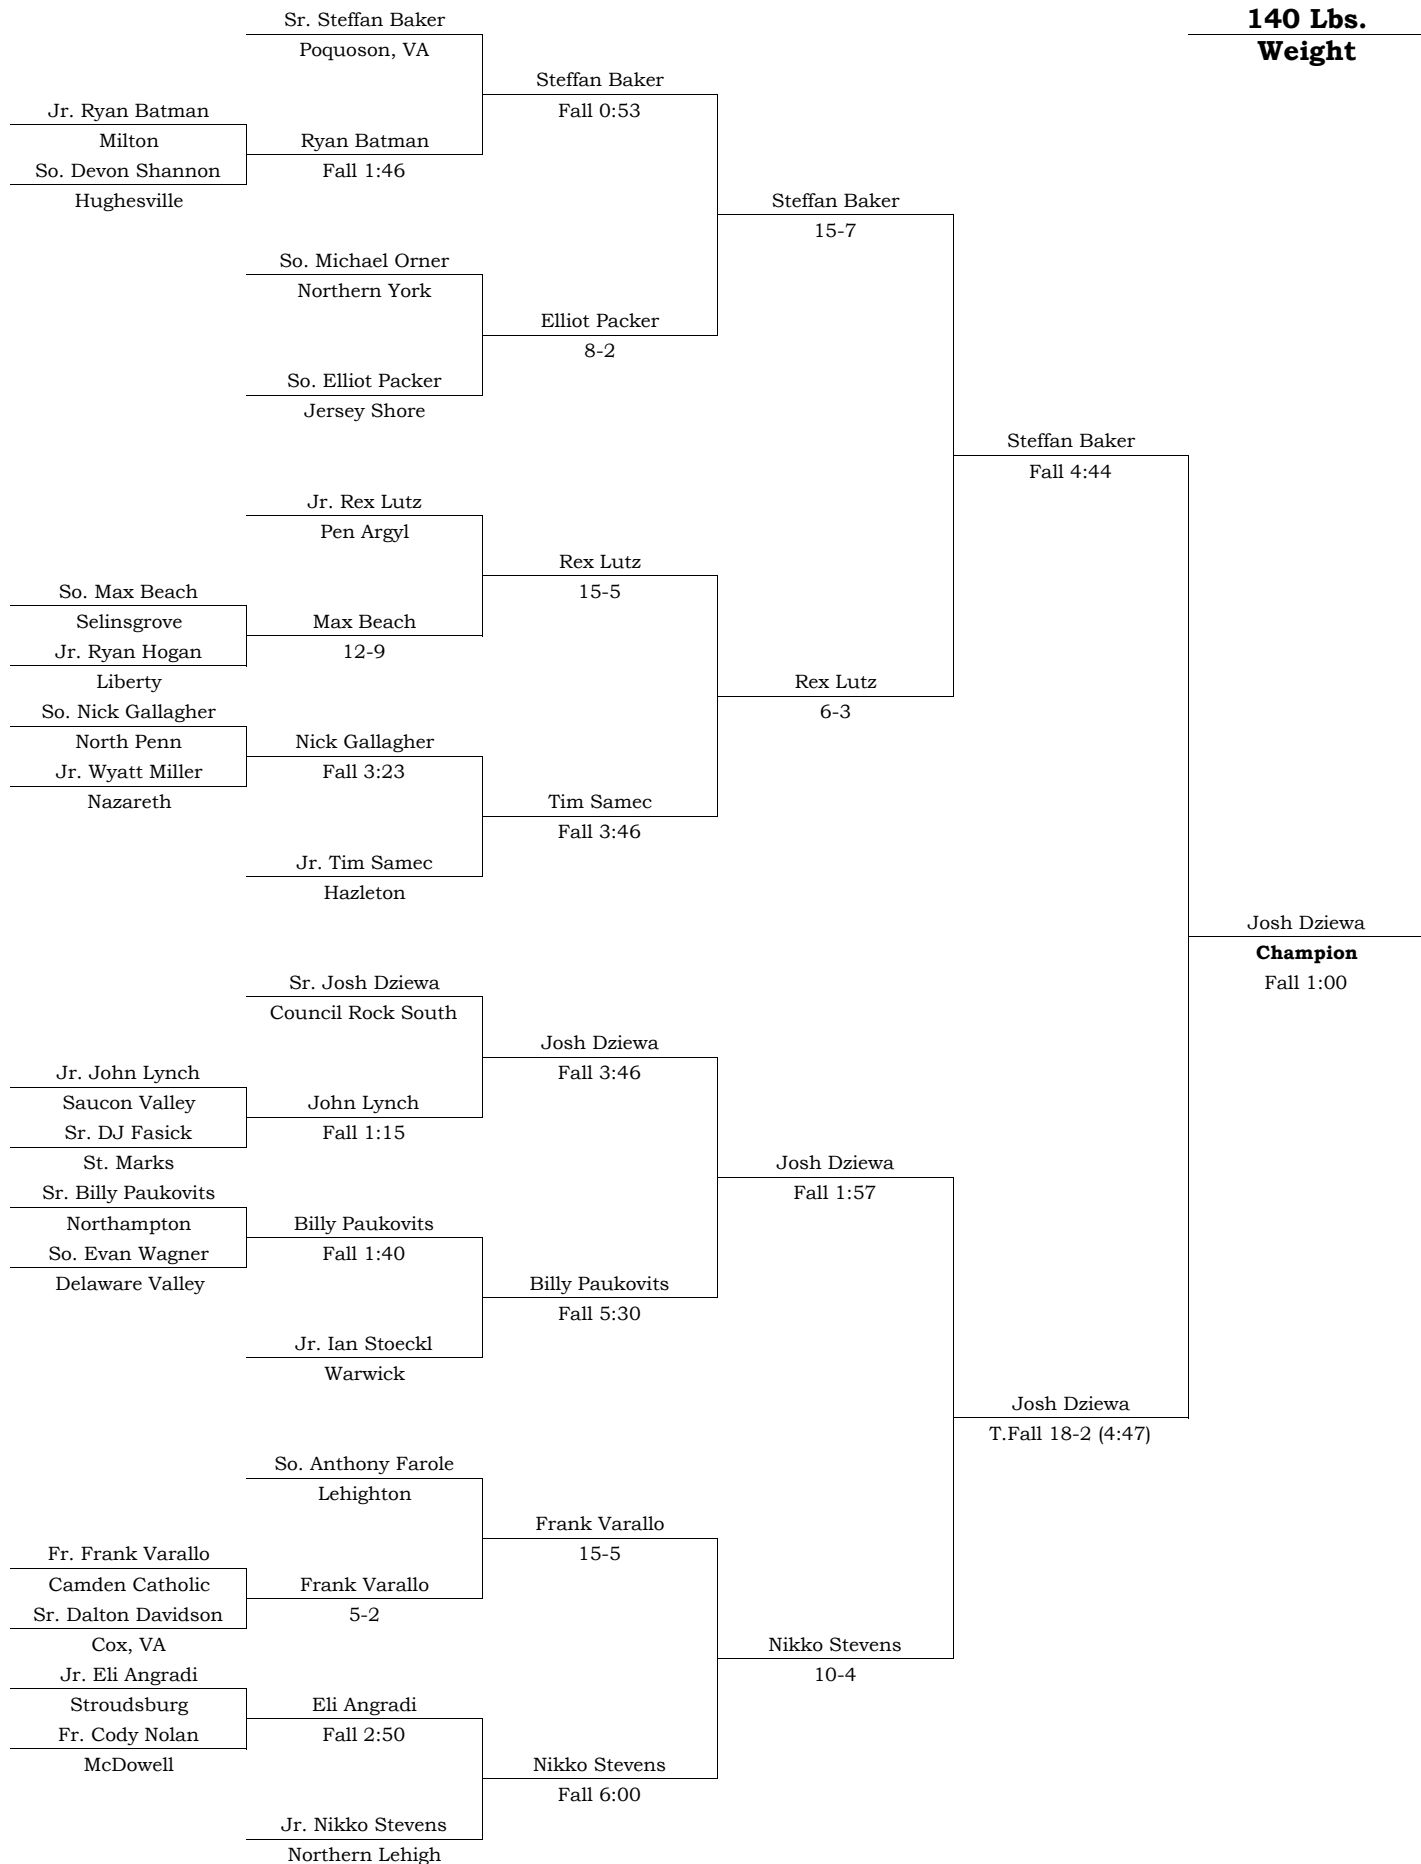 Sr. Steffan Baker
140 Lbs.
Poquoson, VA
Weight
Steffan Baker
Jr. Ryan Batman
Fall 0:53
Milton
Ryan Batman
So. Devon Shannon
Fall 1:46
Hughesville
Steffan Baker
15-7
So. Michael Orner
Northern York
Elliot Packer
8-2
So. Elliot Packer
Jersey Shore
Steffan Baker
Fall 4:44
Jr. Rex Lutz
Pen Argyl
Rex Lutz
So. Max Beach
15-5
Selinsgrove
Max Beach
Jr. Ryan Hogan
12-9
Liberty
Rex Lutz
So. Nick Gallagher
6-3
North Penn
Nick Gallagher
Jr. Wyatt Miller
Fall 3:23
Nazareth
Tim Samec
Fall 3:46
Jr. Tim Samec
Hazleton
Josh Dziewa
Champion
Sr. Josh Dziewa
Fall 1:00
Council Rock South
Josh Dziewa
Jr. John Lynch
Fall 3:46
Saucon Valley
John Lynch
Sr. DJ Fasick
Fall 1:15
St. Marks
Josh Dziewa
Sr. Billy Paukovits
Fall 1:57
Northampton
Billy Paukovits
So. Evan Wagner
Fall 1:40
Delaware Valley
Billy Paukovits
Fall 5:30
Jr. Ian Stoeckl
Warwick
Josh Dziewa
T.Fall 18-2 (4:47)
So. Anthony Farole
Lehighton
Frank Varallo
Fr. Frank Varallo
15-5
Camden Catholic
Frank Varallo
Sr. Dalton Davidson
5-2
Cox, VA
Nikko Stevens
Jr. Eli Angradi
10-4
Stroudsburg
Eli Angradi
Fr. Cody Nolan
Fall 2:50
McDowell
Nikko Stevens
Fall 6:00
Jr. Nikko Stevens
Northern Lehigh